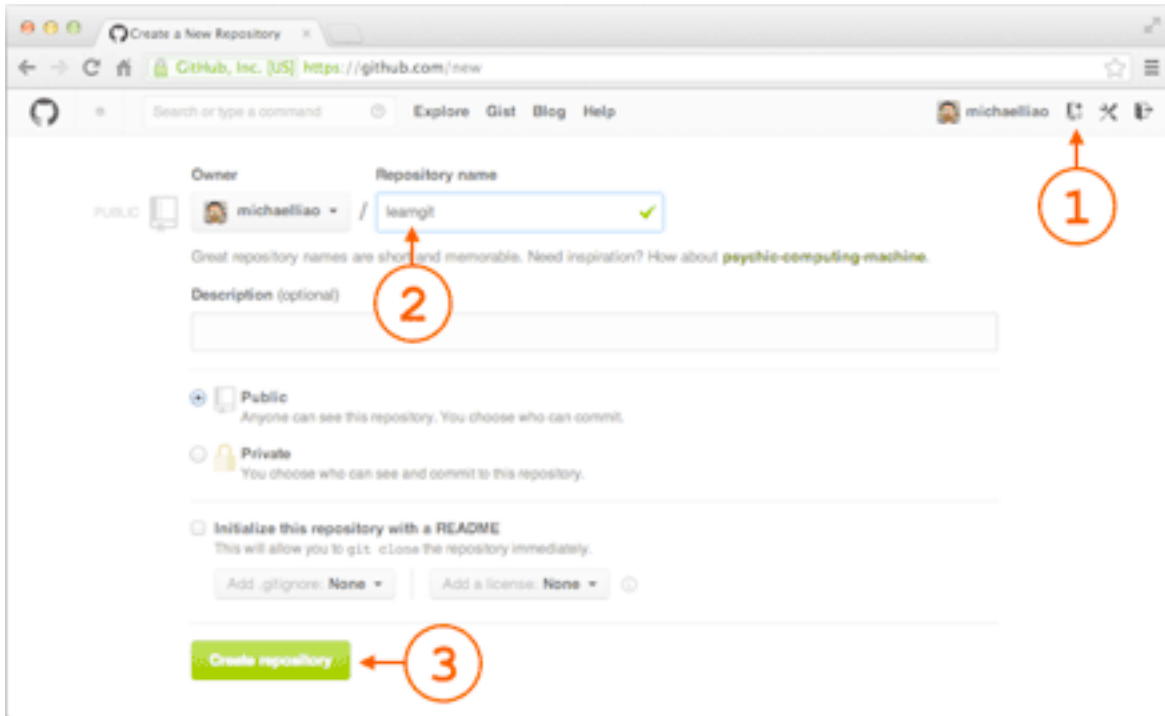 Create a New Repository
GitHub, Inc. [US] https://github.com/new
Search or type a command Explore Gist Blog Help michaelliao
1
Owner Repository name
PUBLIC michaelliao / learngit
Great repository names are short and memorable. Need inspiration? How about psychic-computing-machine.
2
Description (optional)
Public
Anyone can see this repository. You choose who can commit.
Private
You choose who can see and commit to this repository.
Initialize this repository with a README
This will allow you to git clone the repository immediately.
Add .gitignore: None Add a license: None
Create repository
3